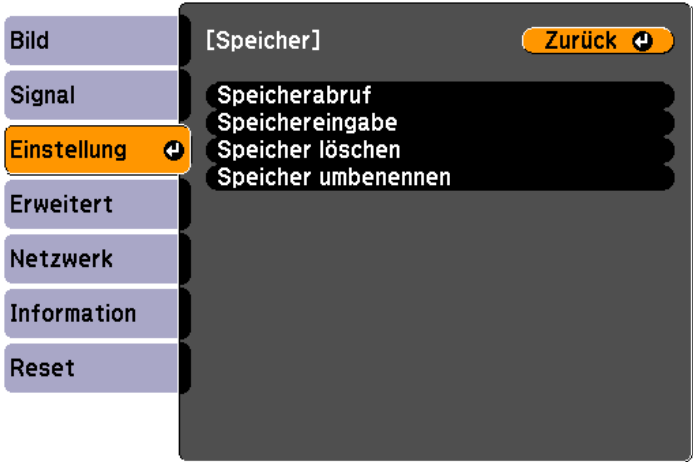 Bild
Signal
Einstellung
Erweitert
Netzwerk
Information
Reset
[Speicher]
Zurück
Speicherabruf
Speichereingabe
Speicher löschen
Speicher umbenennen